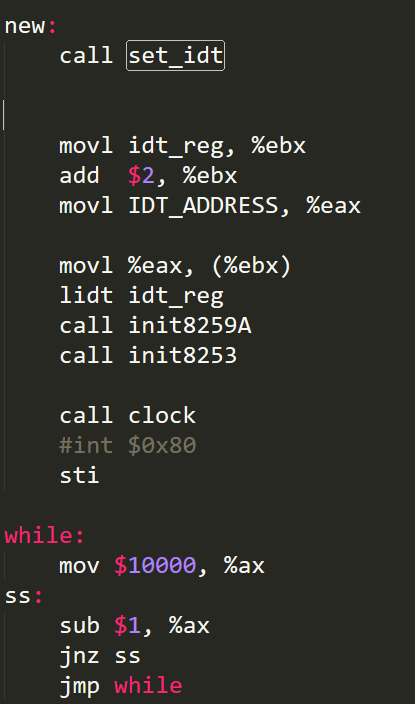 new:
    call set_idt
    movl idt_reg, %ebx
    add  $2, %ebx
    movl IDT_ADDRESS, %eax
    movl %eax, (%ebx)
    lidt idt_reg
    call init8259A
    call init8253
    call clock
    #int $0x80
    sti
while:
    mov $10000, %ax
ss:
    sub $1, %ax
    jnz ss
    jmp while